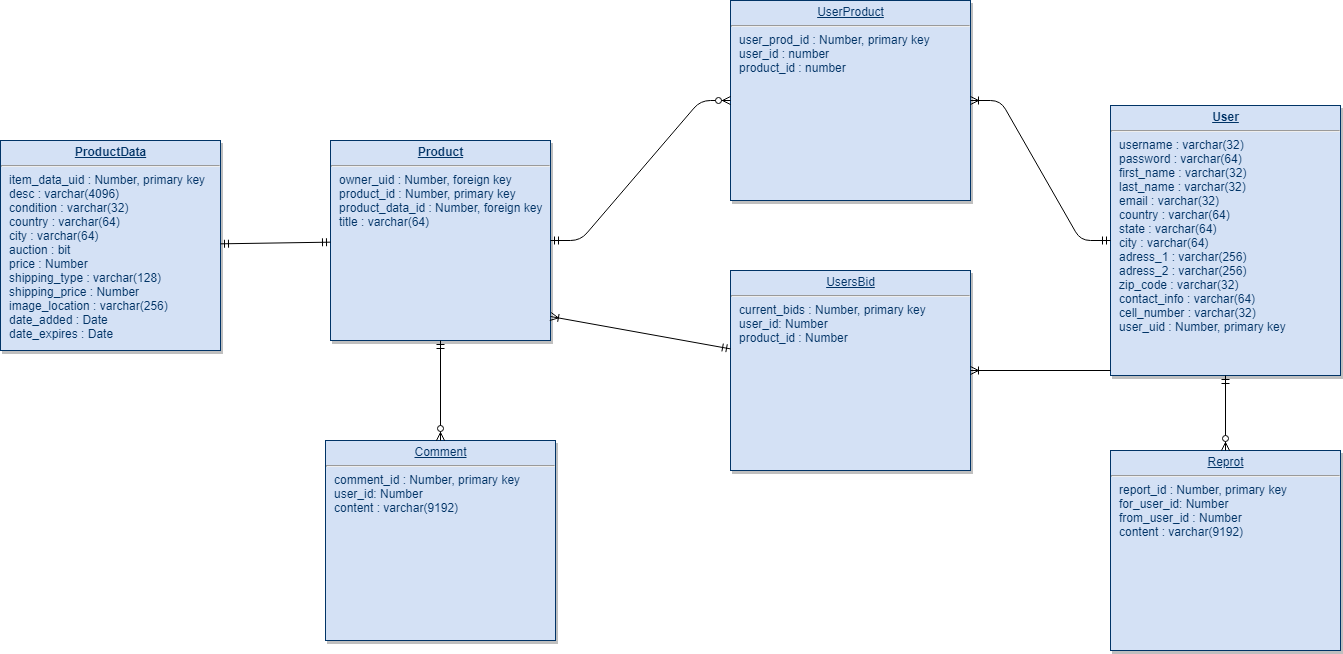 UserProduct
user_prod_id : Number, primary key
user_id : number
product_id : number
User
username : varchar(32)
password : varchar(64)
first_name : varchar(32)
last_name : varchar(32)
email : varchar(32)
country : varchar(64)
state : varchar(64)
city : varchar(64)
adress_1 : varchar(256)
adress_2 : varchar(256)
zip_code : varchar(32)
contact_info : varchar(64)
cell_number : varchar(32)
user_uid : Number, primary key
ProductData
item_data_uid : Number, primary key
desc : varchar(4096)
condition : varchar(32)
country : varchar(64)
city : varchar(64)
auction : bit
price : Number
shipping_type : varchar(128)
shipping_price : Number
image_location : varchar(256)
date_added : Date
date_expires : Date
Product
owner_uid : Number, foreign key
product_id : Number, primary key
product_data_id : Number, foreign key
title : varchar(64)
UsersBid
current_bids : Number, primary key
user_id: Number
product_id : Number
Comment
comment_id : Number, primary key
user_id: Number
content : varchar(9192)
Reprot
report_id : Number, primary key
for_user_id: Number
from_user_id : Number
content : varchar(9192)